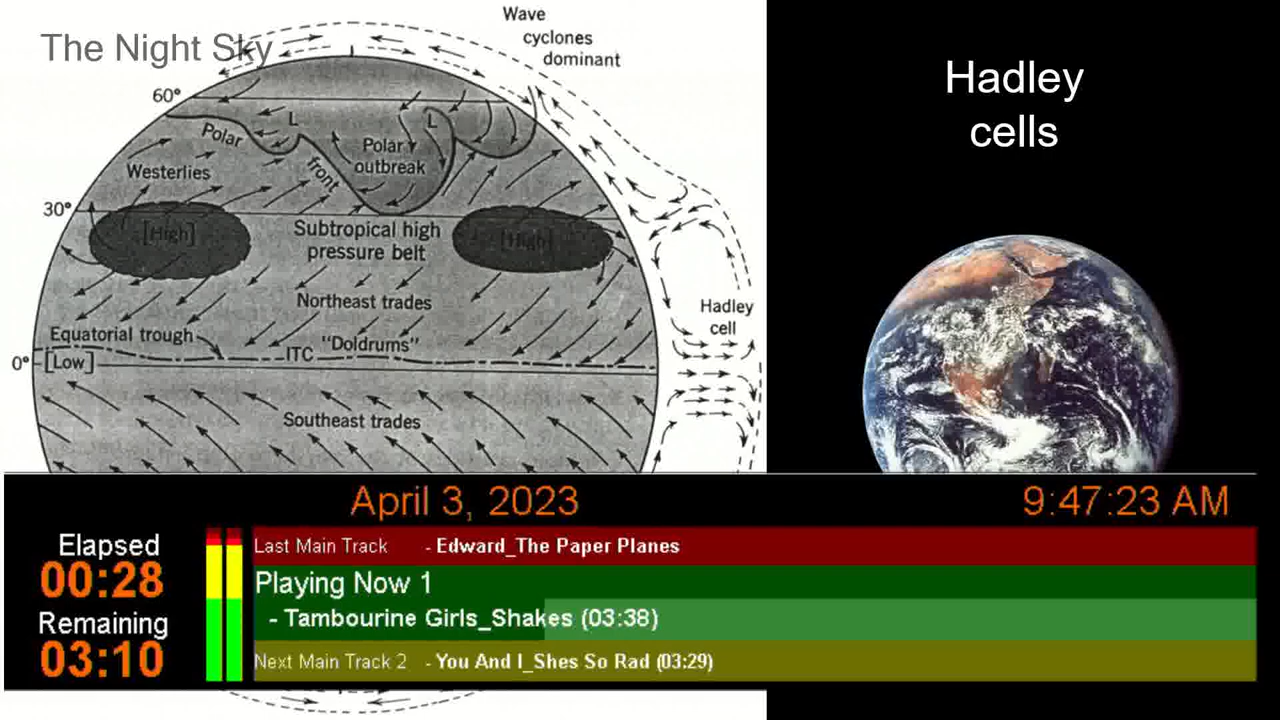 The Night Sky
Wave
cyclones
dominant
Hadley
cells
60°
L
L
Polar
front
Polar
outbreak
Westerlies
30°
[High]
Subtropical high
pressure belt
[High]
Northeast trades
Hadley
cell
Equatorial trough
"Doldrums"
ITC
0°
[Low]
Southeast trades
April 3, 2023
9:47:23 AM
Elapsed
00:28
Remaining
03:10
Last Main Track - Edward_The Paper Planes
Playing Now 1
- Tambourine Girls_Shakes (03:38)
Next Main Track 2 - You And I_Shes So Rad (03:29)